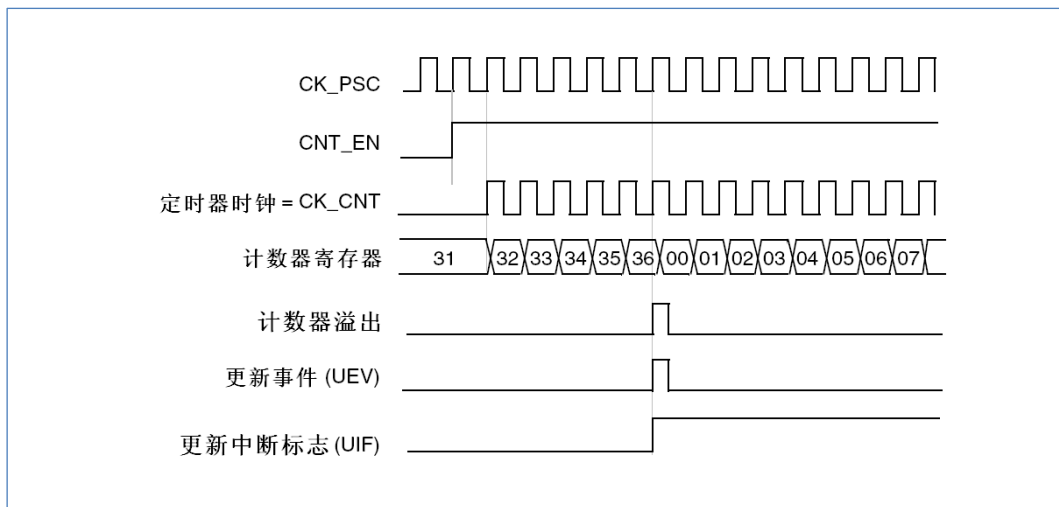 CK_PSC
CNT_EN
定时器时钟 = CK_CNT
计数器寄存器 31 32 33 34 35 36 00 01 02 03 04 05 06 07
计数器溢出
更新事件 (UEV)
更新中断标志 (UIF)